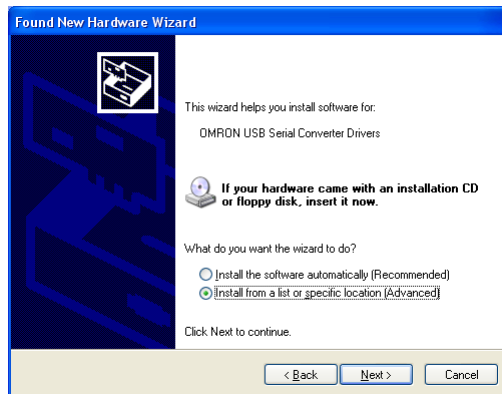 Found New Hardware Wizard
This wizard helps you install software for:
OMRON USB Serial Converter Drivers
If your hardware came with an installation CD
or floppy disk, insert it now.
What do you want the wizard to do?
Install the software automatically (Recommended)
Install from a list or specific location (Advanced)
Click Next to continue.
< Back Next > Cancel